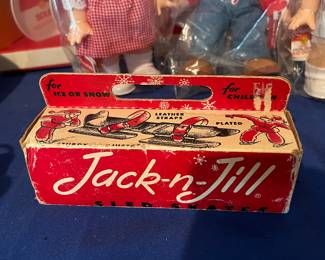 for
ICE OR SNOW
for
CHILDREN
LEATHER
STRAPS
PLATED
Jack-n-Jill
SLED SKATES